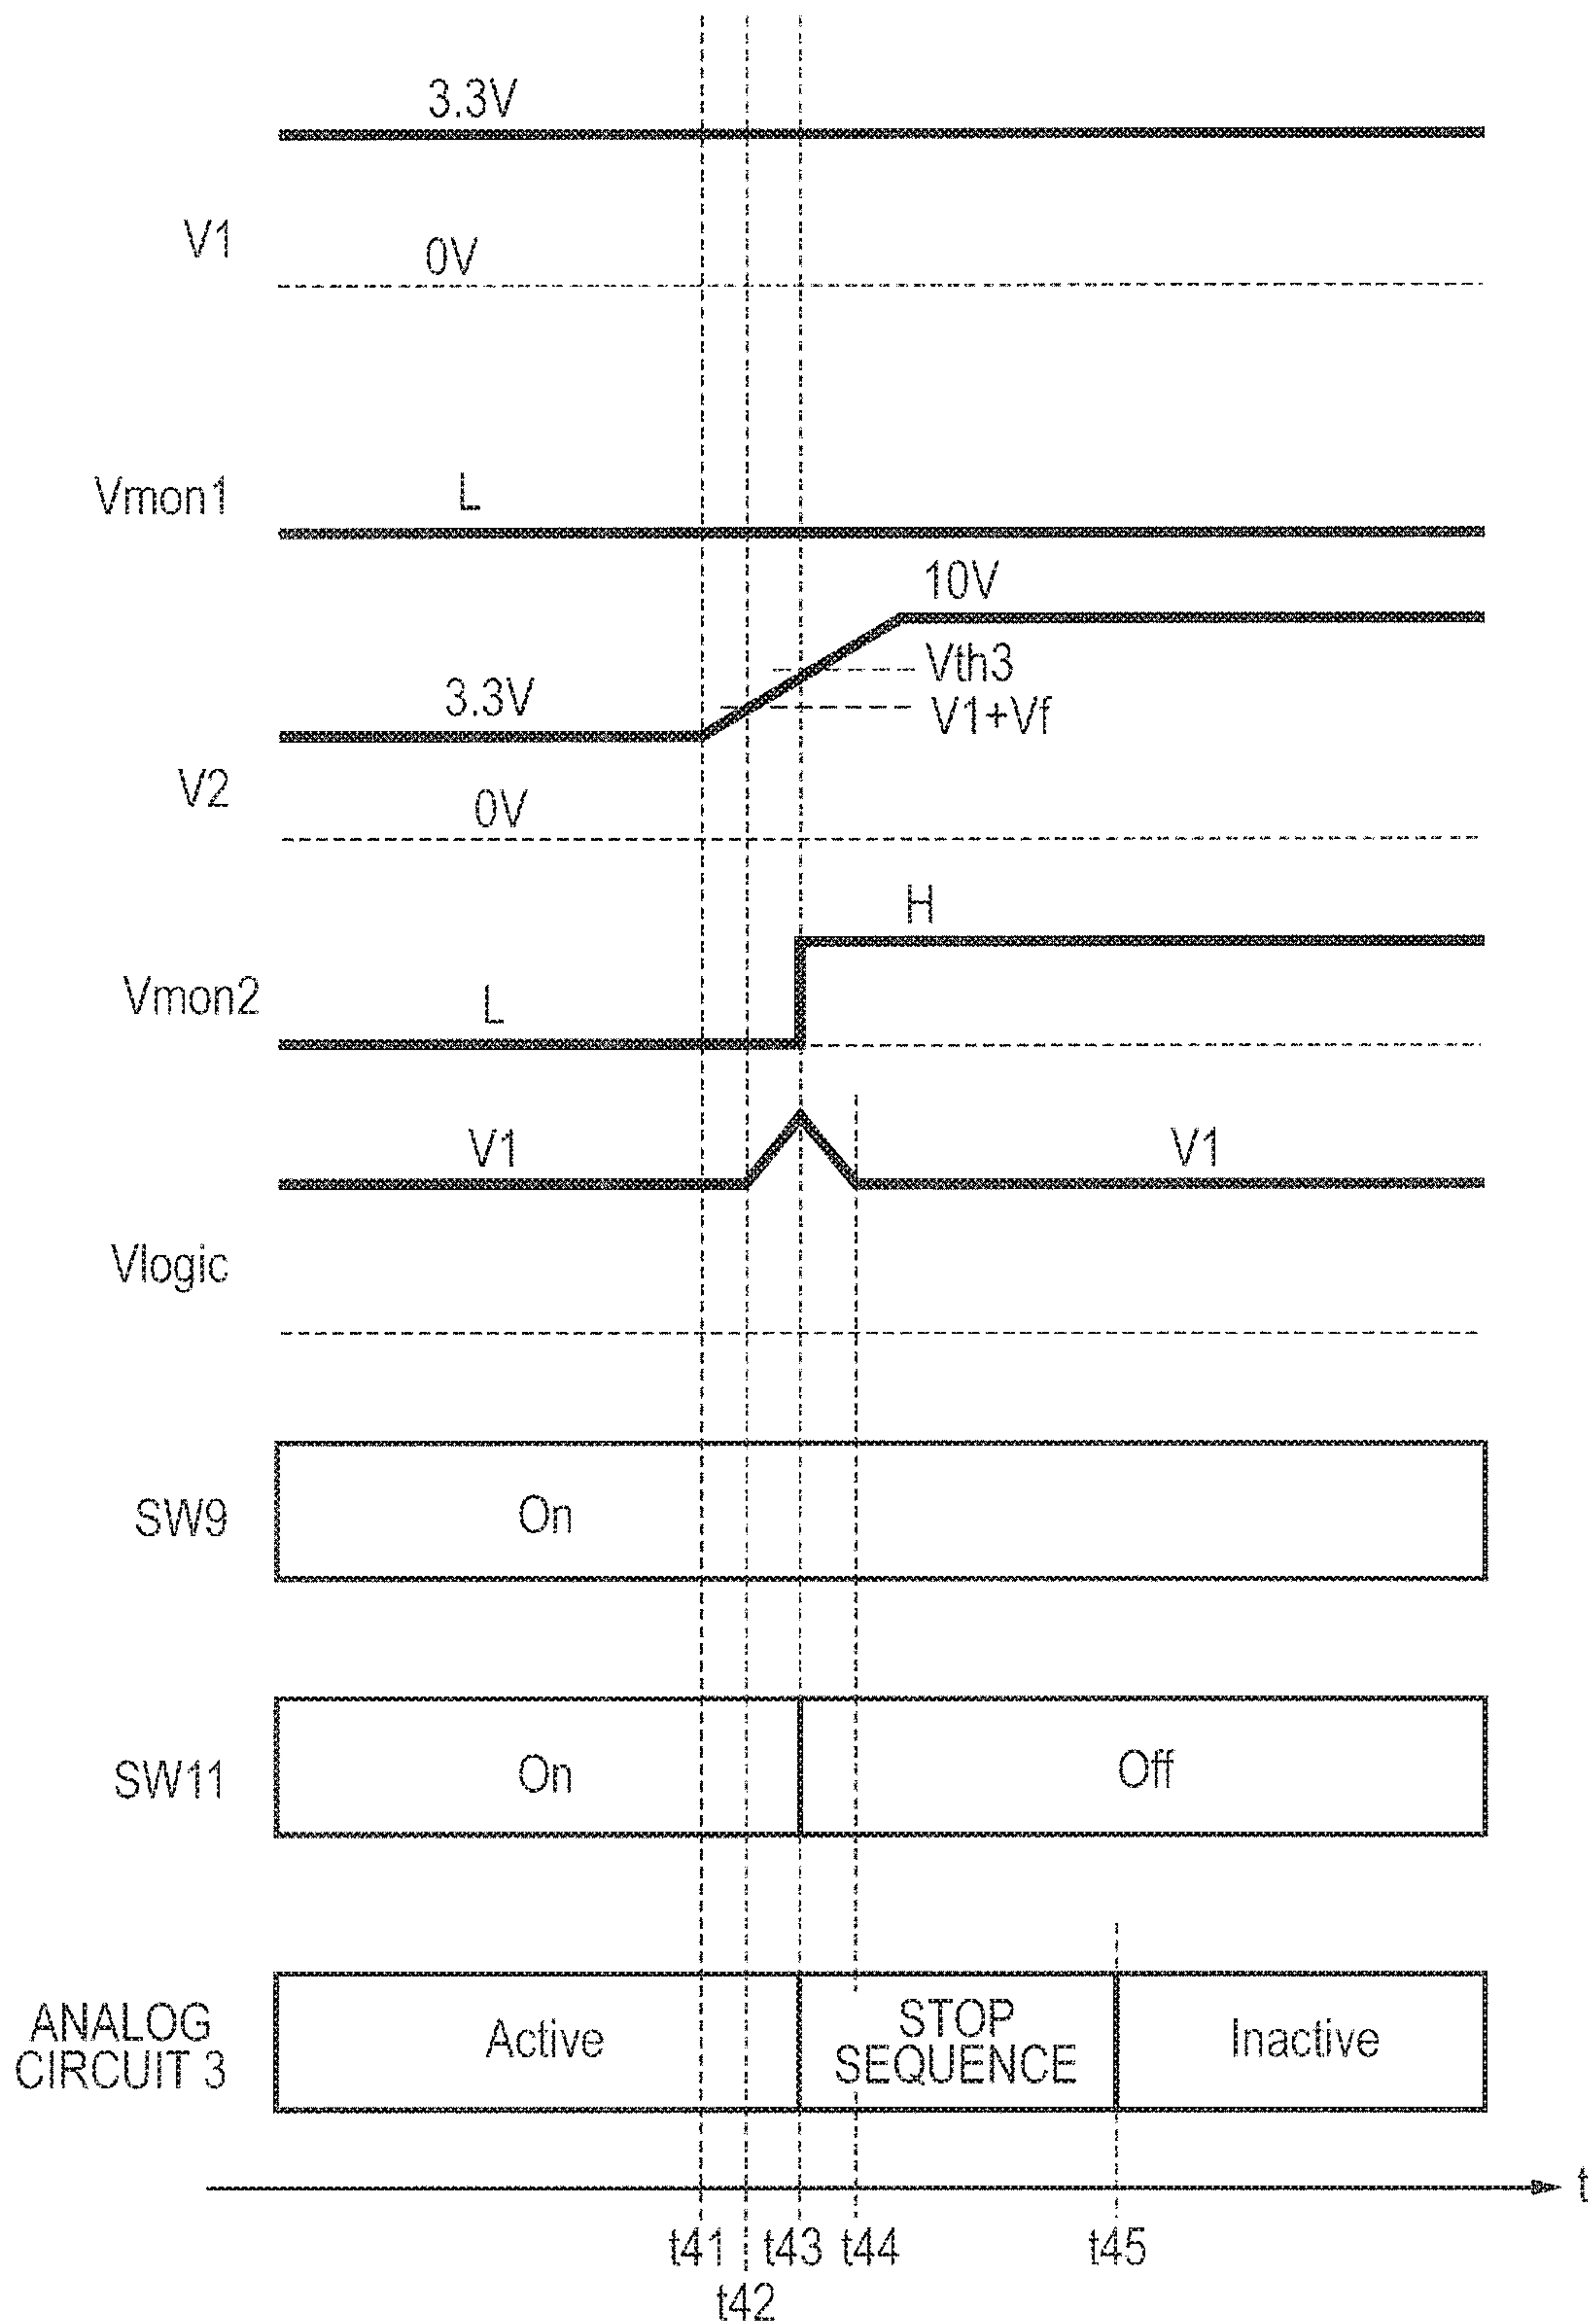 3.3V
V1
0V
Vmon1
L
10V
Vth3
3.3V
V1+Vf
V2
0V
H
Vmon2
L
V1
V1
Vlogic
SW9
On
SW11
On
Off
ANALOG
CIRCUIT 3
Active
STOP
SEQUENCE
Inactive
t
t41
t43
t44
t45
t42